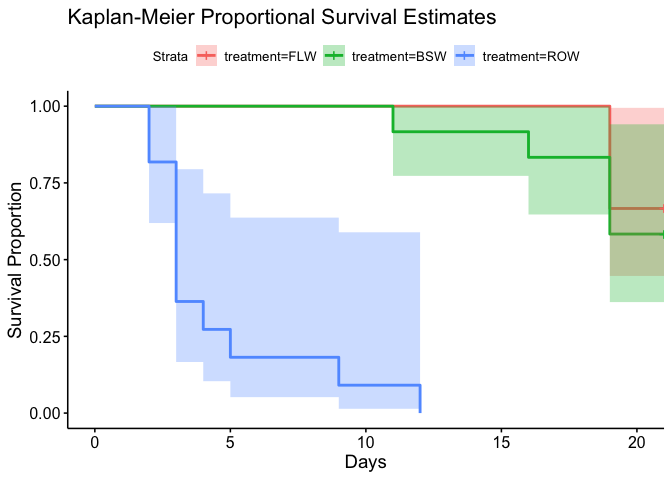 Kaplan-Meier Proportional Survival Estimates
Strata treatment=FLW treatment=BSW treatment=ROW
1.00
0.75
0.50
0.25
0.00
Survival Proportion
0 5 10 15 20
Days